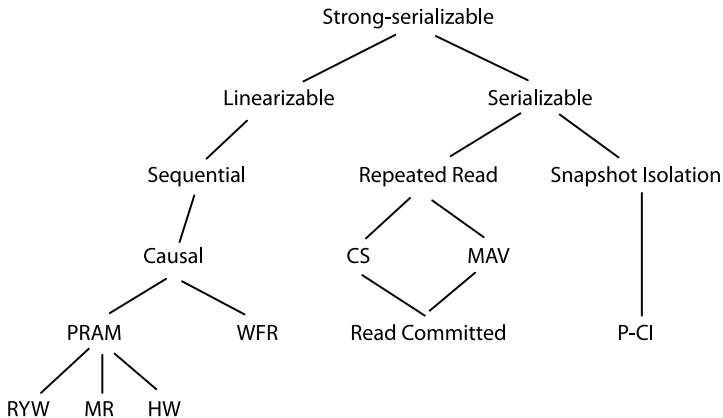 Strong-serializable
Linearizable
Serializable
Sequential
Repeated Read
Snapshot Isolation
Causal
CS
MAV
PRAM
WFR
Read Committed
P-CI
RYW
MR
HW